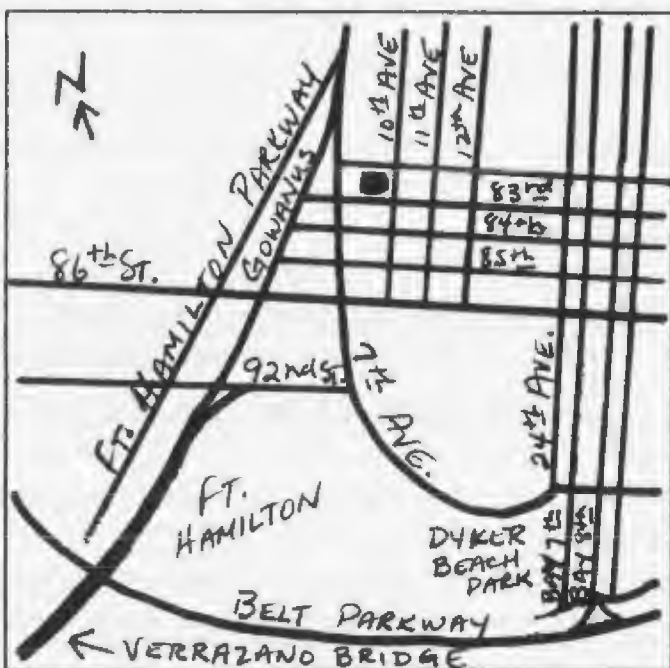 N
FT. HAMILTON PARKWAY
GOWANUS
10th AVE
11th AVE
12th AVE
83rd
84th
85th
86th ST.
92nd ST.
7th AVE.
24th AVE.
FT.
HAMILTON
DYKER
BEACH
PARK
BAY 7th
BAY 8th
BELT PARKWAY
VERRAZANO BRIDGE